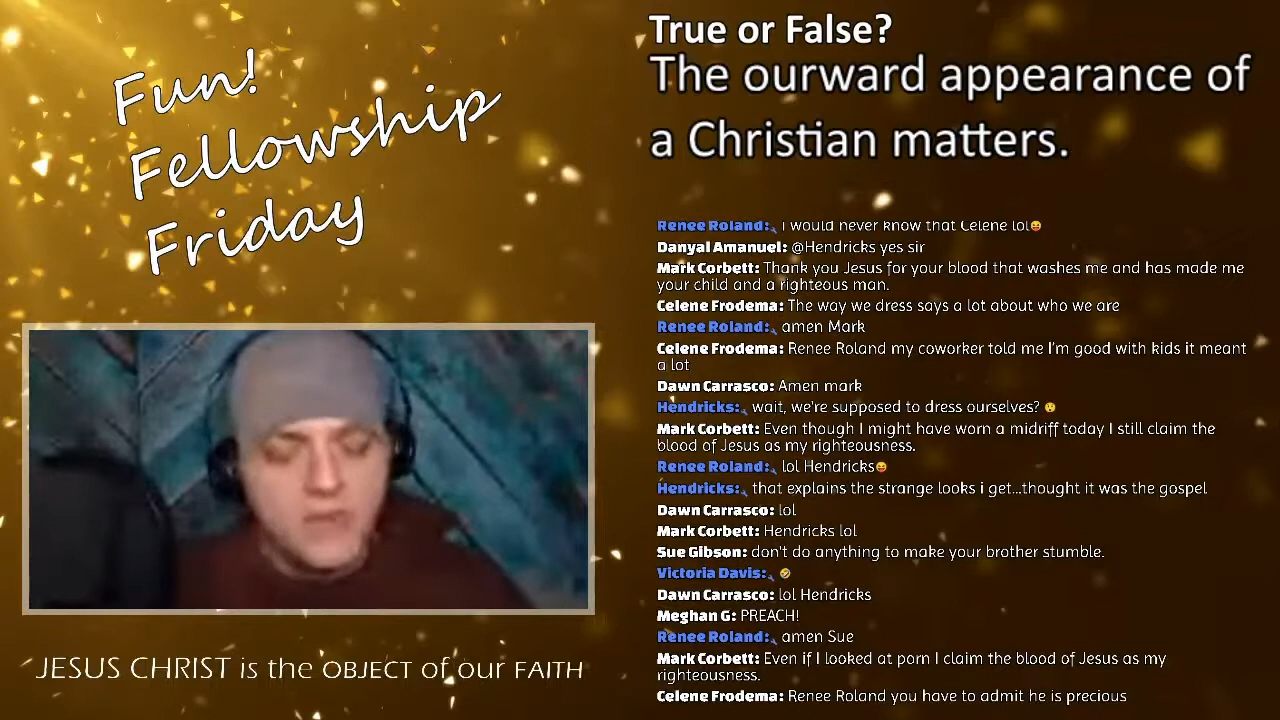 Fun!
Fellowship
Friday
True or False?
The ourward appearance of
a Christian matters.
Renee Roland: I would never know that Celene lol😝
Danyal Amanuel: @Hendricks yes sir
Mark Corbett: Thank you Jesus for your blood that washes me and has made me
your child and a righteous man.
Celene Frodema: The way we dress says a lot about who we are
Renee Roland: amen Mark
Celene Frodema: Renee Roland my coworker told me I'm good with kids it meant
a lot
Dawn Carrasco: Amen mark
Hendricks: wait, we're supposed to dress ourselves? 😲
Mark Corbett: Even though I might have worn a midriff today I still claim the
blood of Jesus as my righteousness.
Renee Roland: lol Hendricks😝
Hendricks: that explains the strange looks i get...thought it was the gospel
Dawn Carrasco: lol
Mark Corbett: Hendricks lol
Sue Gibson: don't do anything to make your brother stumble.
Victoria Davis: 🤣
Dawn Carrasco: lol Hendricks
Meghan G: PREACH!
Renee Roland: amen Sue
Mark Corbett: Even if I looked at porn I claim the blood of Jesus as my
righteousness.
Celene Frodema: Renee Roland you have to admit he is precious
JESUS CHRIST is the OBJECT of our FAITH